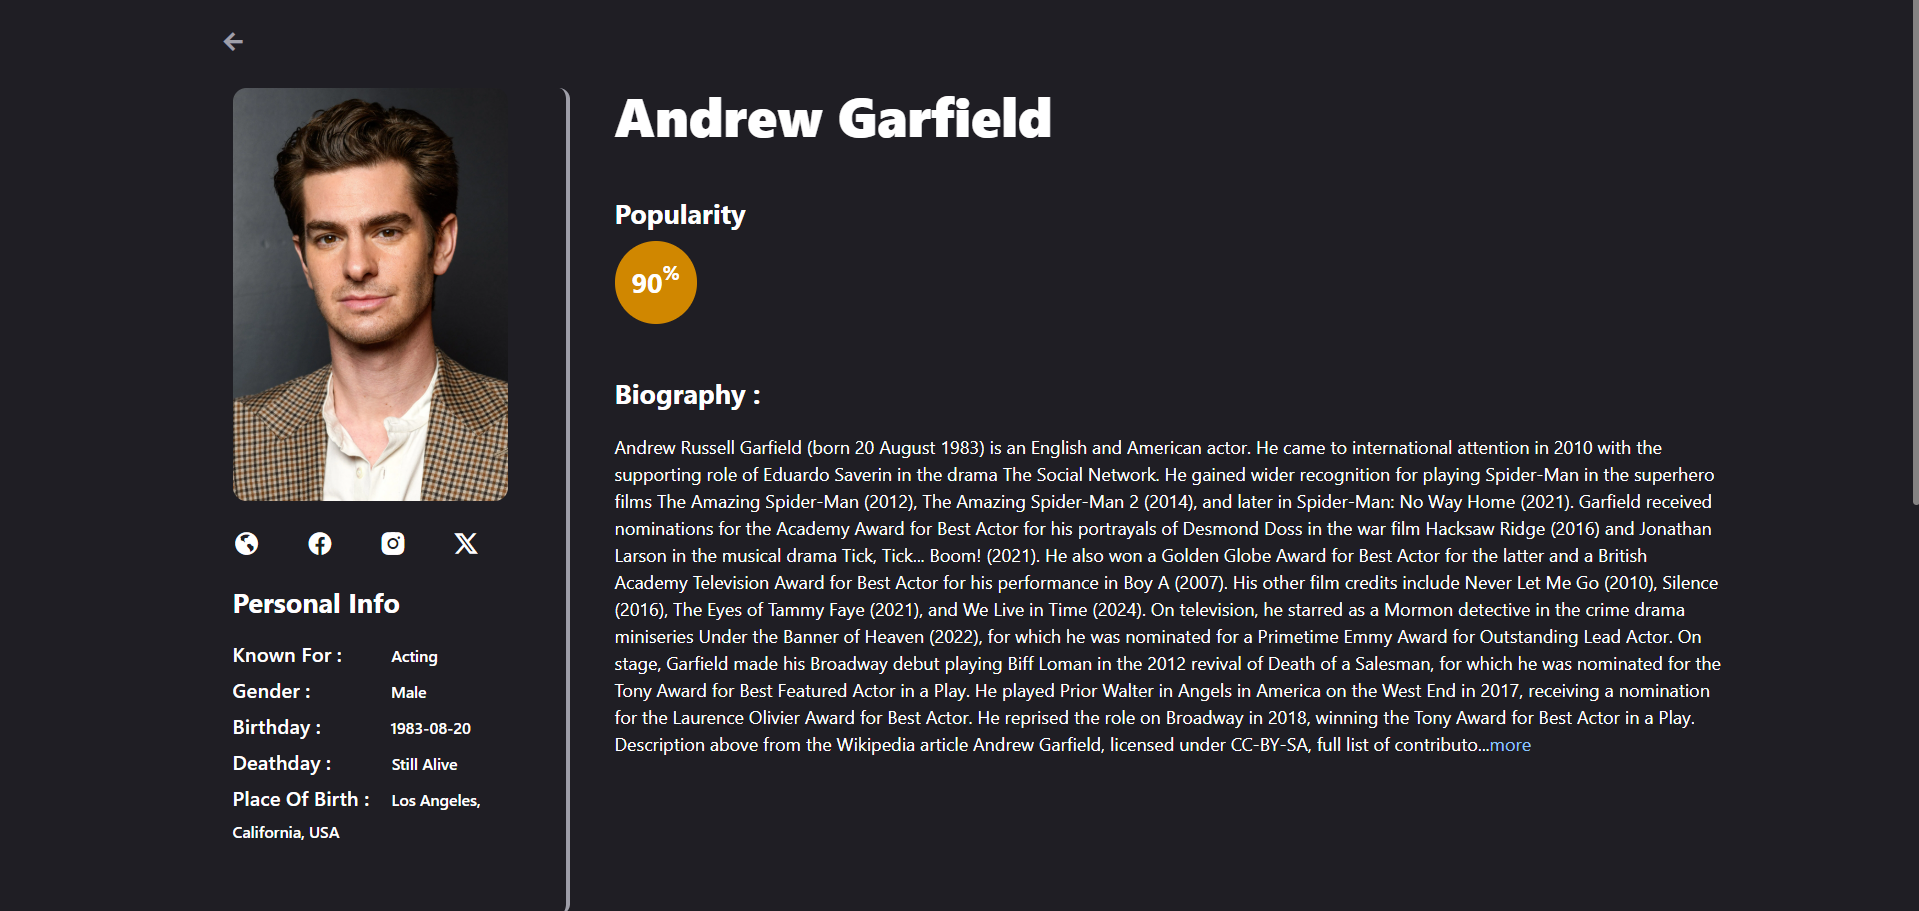 Andrew Garfield
Popularity
90%
Biography :
Andrew Russell Garfield (born 20 August 1983) is an English and American actor. He came to international attention in 2010 with the
supporting role of Eduardo Saverin in the drama The Social Network. He gained wider recognition for playing Spider-Man in the superhero
films The Amazing Spider-Man (2012), The Amazing Spider-Man 2 (2014), and later in Spider-Man: No Way Home (2021). Garfield received
nominations for the Academy Award for Best Actor for his portrayals of Desmond Doss in the war film Hacksaw Ridge (2016) and Jonathan
Larson in the musical drama Tick, Tick... Boom! (2021). He also won a Golden Globe Award for Best Actor for the latter and a British
Academy Television Award for Best Actor for his performance in Boy A (2007). His other film credits include Never Let Me Go (2010), Silence
(2016), The Eyes of Tammy Faye (2021), and We Live in Time (2024). On television, he starred as a Mormon detective in the crime drama
miniseries Under the Banner of Heaven (2022), for which he was nominated for a Primetime Emmy Award for Outstanding Lead Actor. On
stage, Garfield made his Broadway debut playing Biff Loman in the 2012 revival of Death of a Salesman, for which he was nominated for the
Tony Award for Best Featured Actor in a Play. He played Prior Walter in Angels in America on the West End in 2017, receiving a nomination
for the Laurence Olivier Award for Best Actor. He reprised the role on Broadway in 2018, winning the Tony Award for Best Actor in a Play.
Description above from the Wikipedia article Andrew Garfield, licensed under CC-BY-SA, full list of contributo...more
Personal Info
Known For : Acting
Gender : Male
Birthday : 1983-08-20
Deathday : Still Alive
Place Of Birth : Los Angeles,
California, USA